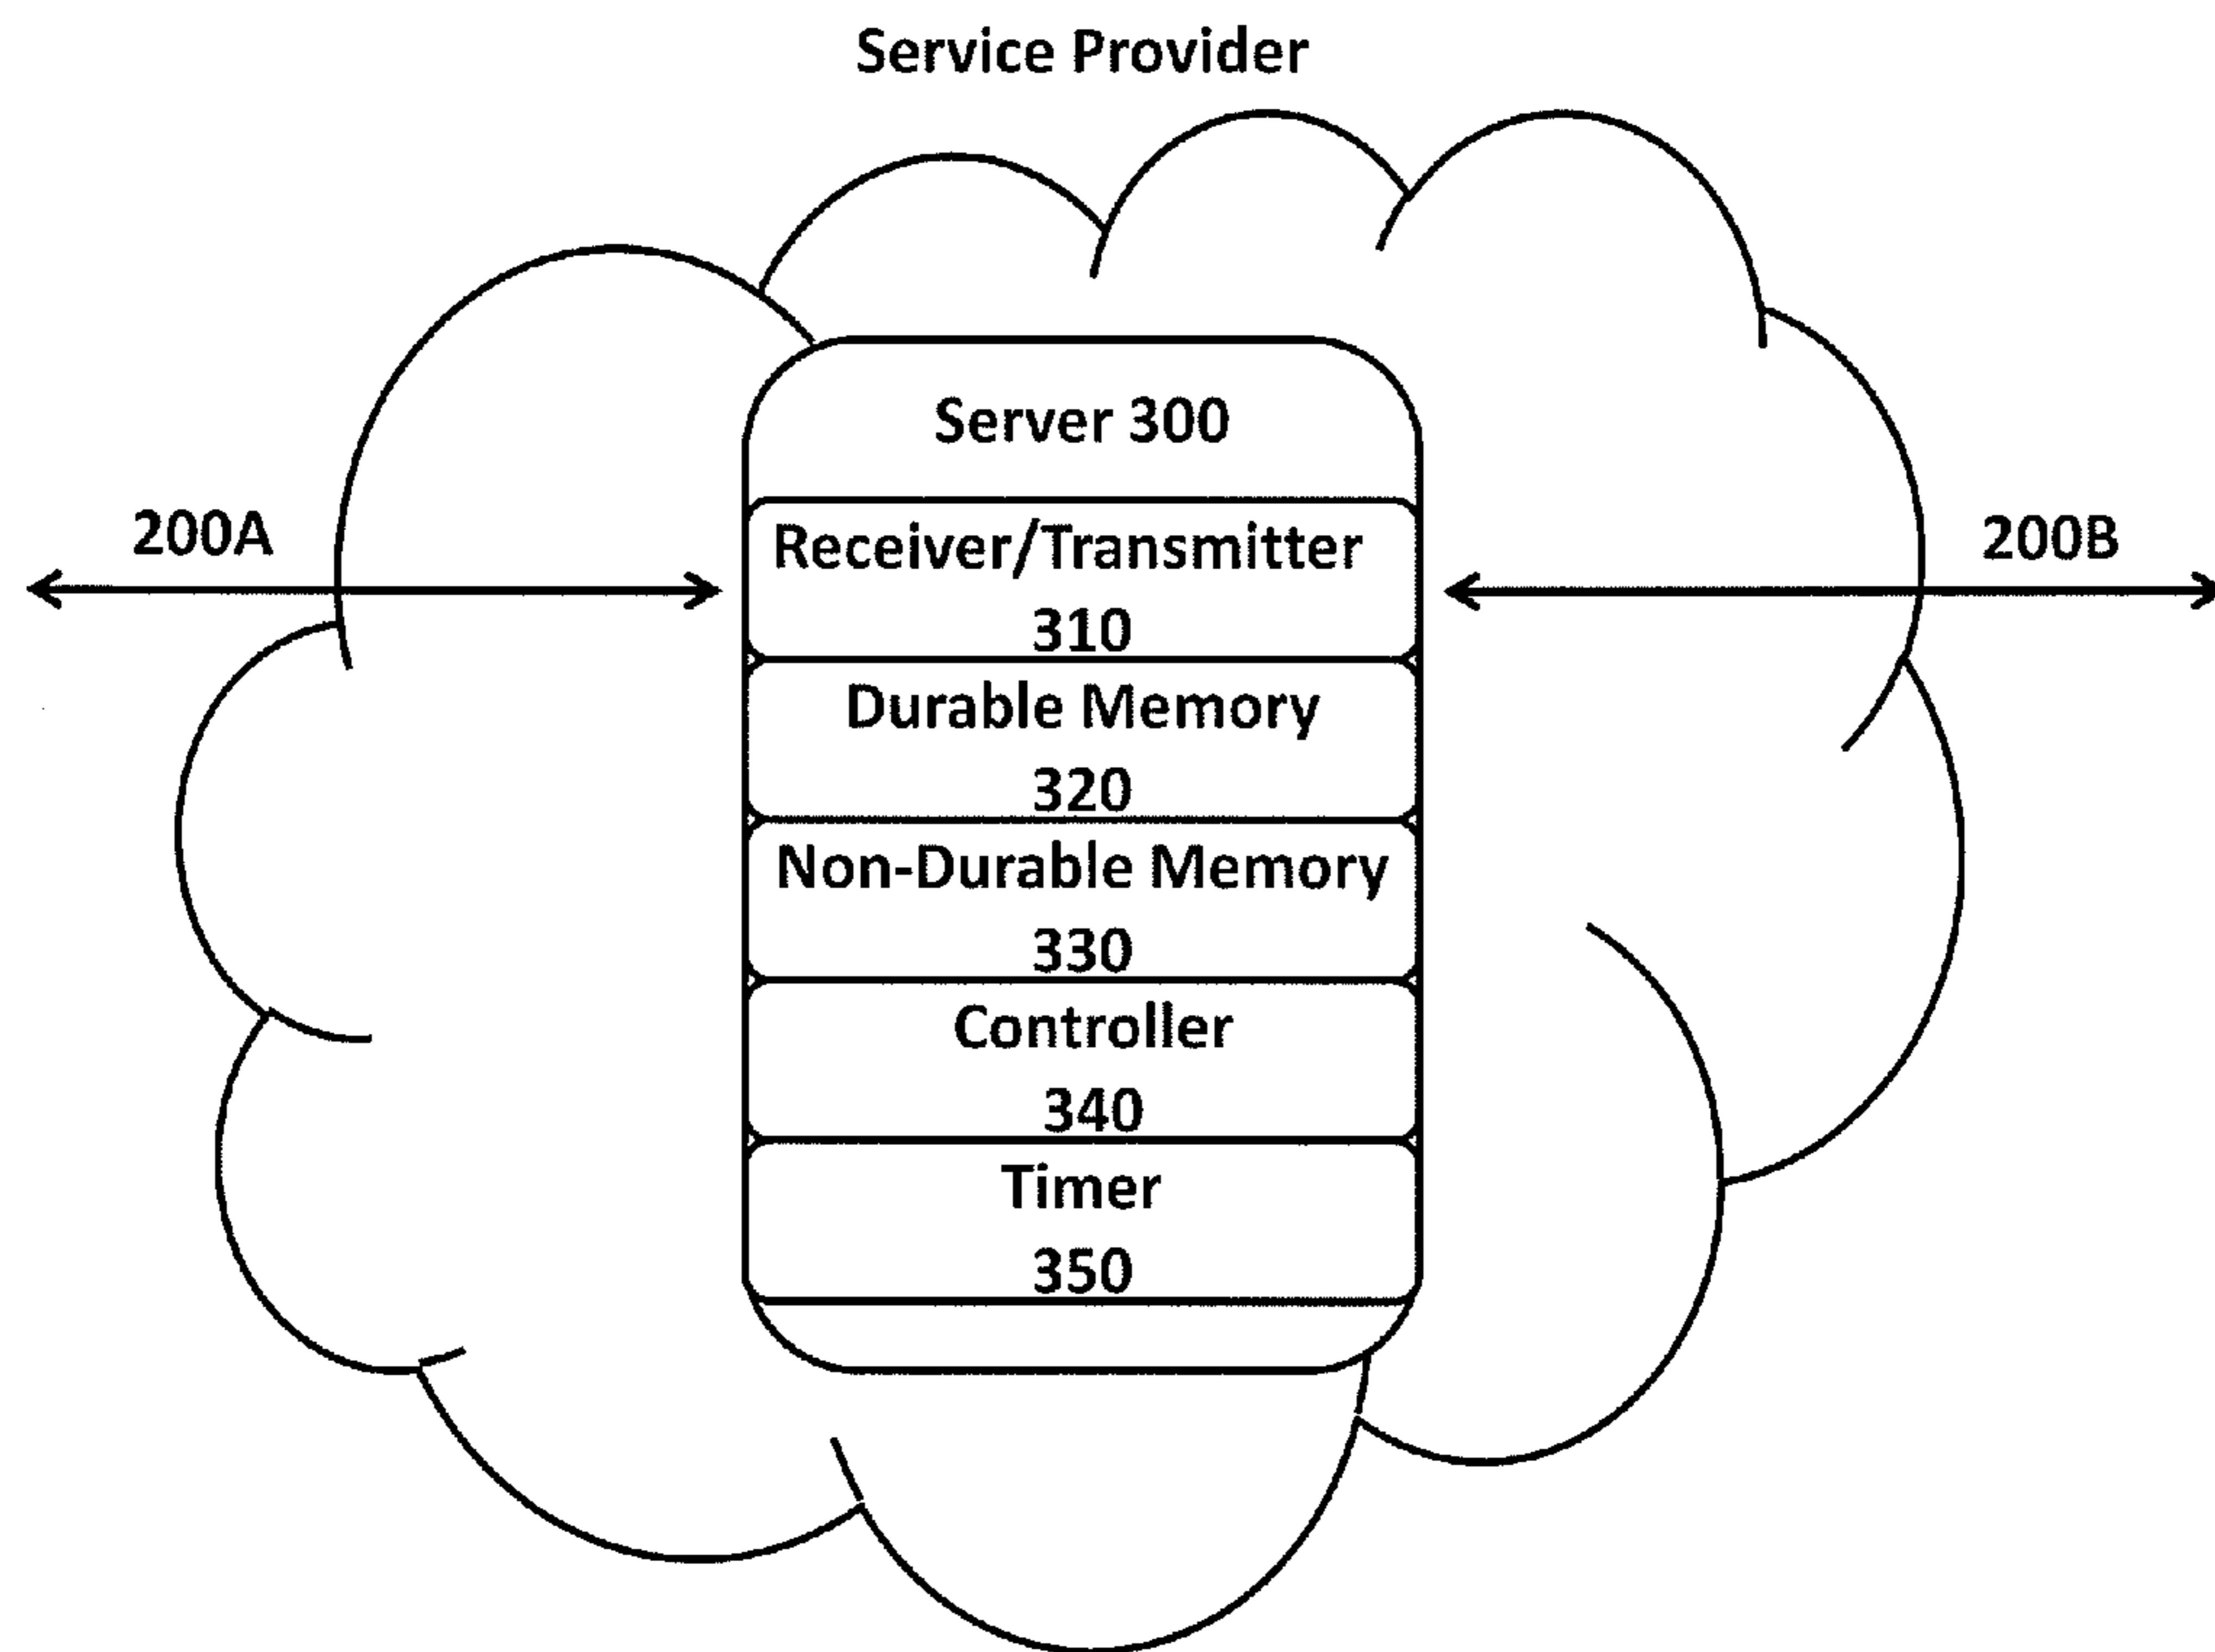 Service Provider
Server 300
200A
Receiver/Transmitter
310
200B
Durable Memory
320
Non-Durable Memory
330
Controller
340
Timer
350